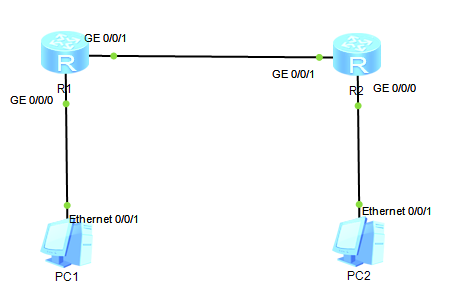 GE 0/0/1
R
R1
GE 0/0/0
GE 0/0/1
R
R2
GE 0/0/0
Ethernet 0/0/1
PC1
Ethernet 0/0/1
PC2